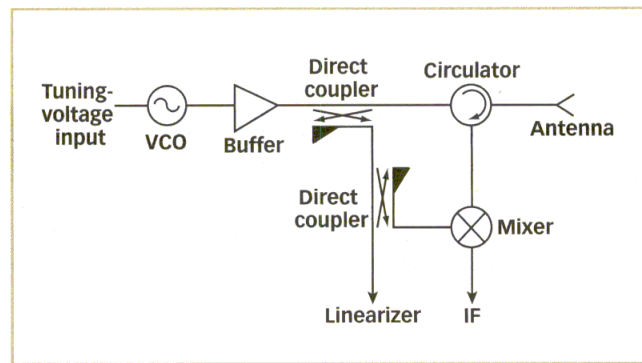 Tuning-
voltage
input
VCO
Buffer
Direct
coupler
Circulator
Antenna
Direct
coupler
Mixer
Linearizer
IF